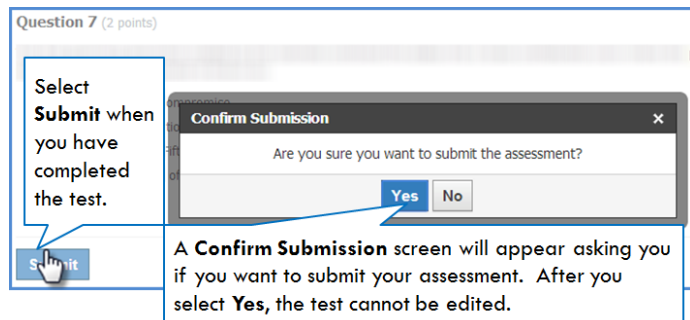 Question 7 (2 points)
Select
Submit when
you have
completed
the test.
Confirm Submission ×
Are you sure you want to submit the assessment?
Yes No
A Confirm Submission screen will appear asking you
if you want to submit your assessment. After you
select Yes, the test cannot be edited.